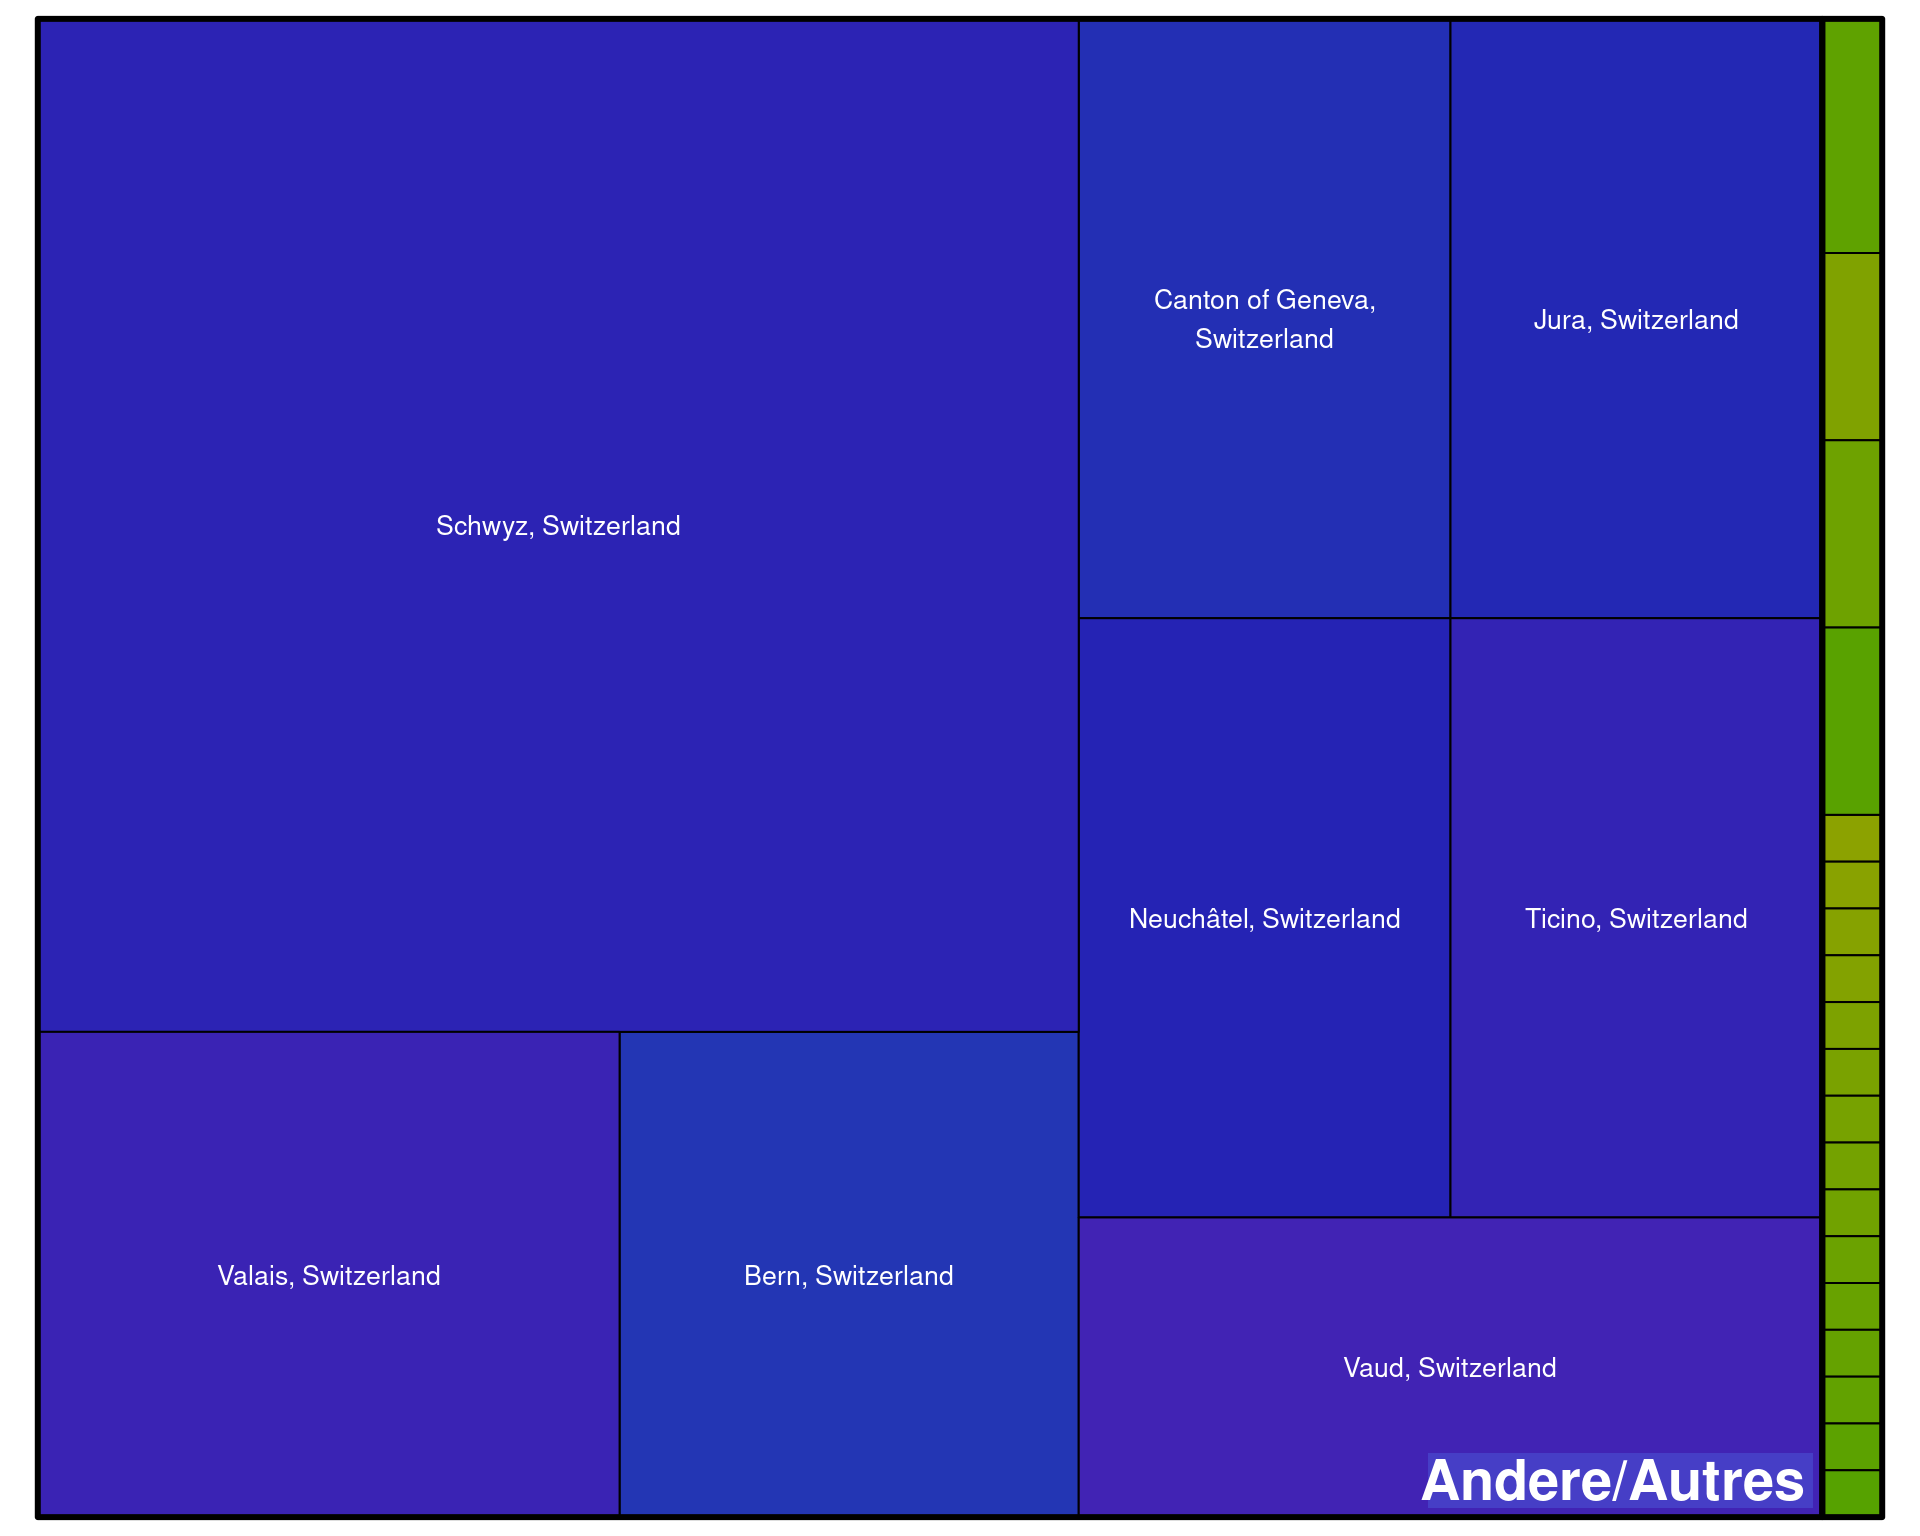 Schwyz, Switzerland
Canton of Geneva,
Switzerland
Jura, Switzerland
Neuchâtel, Switzerland
Ticino, Switzerland
Valais, Switzerland
Bern, Switzerland
Vaud, Switzerland
Andere/Autres